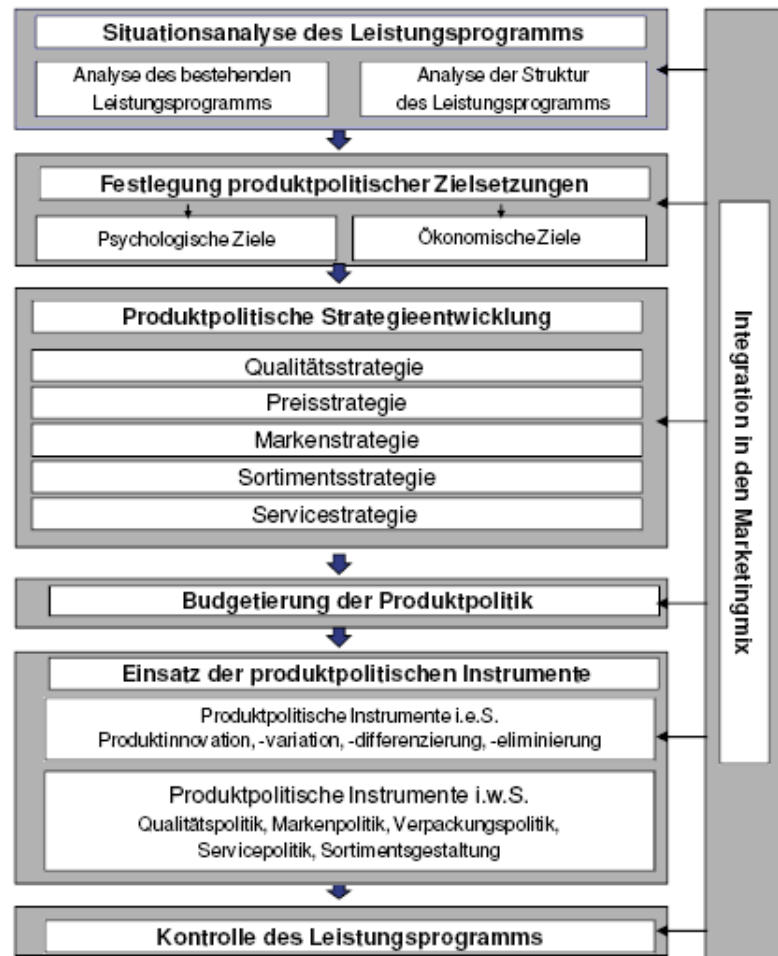 Situationsanalyse des Leistungsprogramms
Analyse des bestehenden
Leistungsprogramms
Analyse der Struktur
des Leistungsprogramms
Festlegung produktpolitischer Zielsetzungen
Psychologische Ziele
Ökonomische Ziele
Produktpolitische Strategieentwicklung
Qualitätsstrategie
Preisstrategie
Markenstrategie
Sortimentsstrategie
Servicestrategie
Budgetierung der Produktpolitik
Einsatz der produktpolitischen Instrumente
Produktpolitische Instrumente i.e.S.
Produktinnovation, -variation, -differenzierung, -eliminierung
Produktpolitische Instrumente i.w.S.
Qualitätspolitik, Markenpolitik, Verpackungspolitik,
Servicepolitik, Sortimentsgestaltung
Kontrolle des Leistungsprogramms
Integration in den Marketingmix